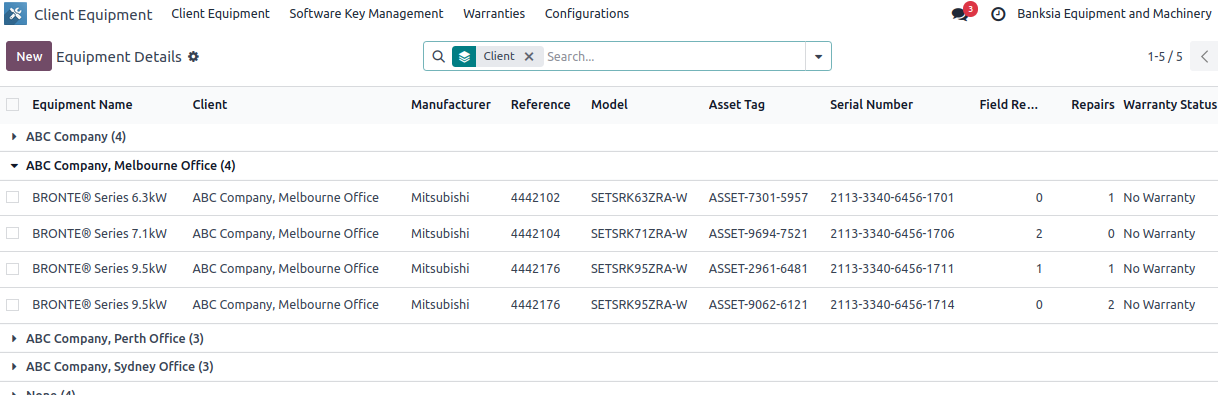 Client Equipment Client Equipment Software Key Management Warranties Configurations 3 Banksia Equipment and Machinery
New Equipment Details Client Search... 1-5 / 5
Equipment Name Client Manufacturer Reference Model Asset Tag Serial Number Field Re... Repairs Warranty Status
ABC Company (4)
ABC Company, Melbourne Office (4)
BRONTE® Series 6.3kW ABC Company, Melbourne Office Mitsubishi 4442102 SETSRK63ZRA-W ASSET-7301-5957 2113-3340-6456-1701 0 1 No Warranty
BRONTE® Series 7.1kW ABC Company, Melbourne Office Mitsubishi 4442104 SETSRK71ZRA-W ASSET-9694-7521 2113-3340-6456-1706 2 0 No Warranty
BRONTE® Series 9.5kW ABC Company, Melbourne Office Mitsubishi 4442176 SETSRK95ZRA-W ASSET-2961-6481 2113-3340-6456-1711 1 1 No Warranty
BRONTE® Series 9.5kW ABC Company, Melbourne Office Mitsubishi 4442176 SETSRK95ZRA-W ASSET-9062-6121 2113-3340-6456-1714 0 2 No Warranty
ABC Company, Perth Office (3)
ABC Company, Sydney Office (3)
None (4)